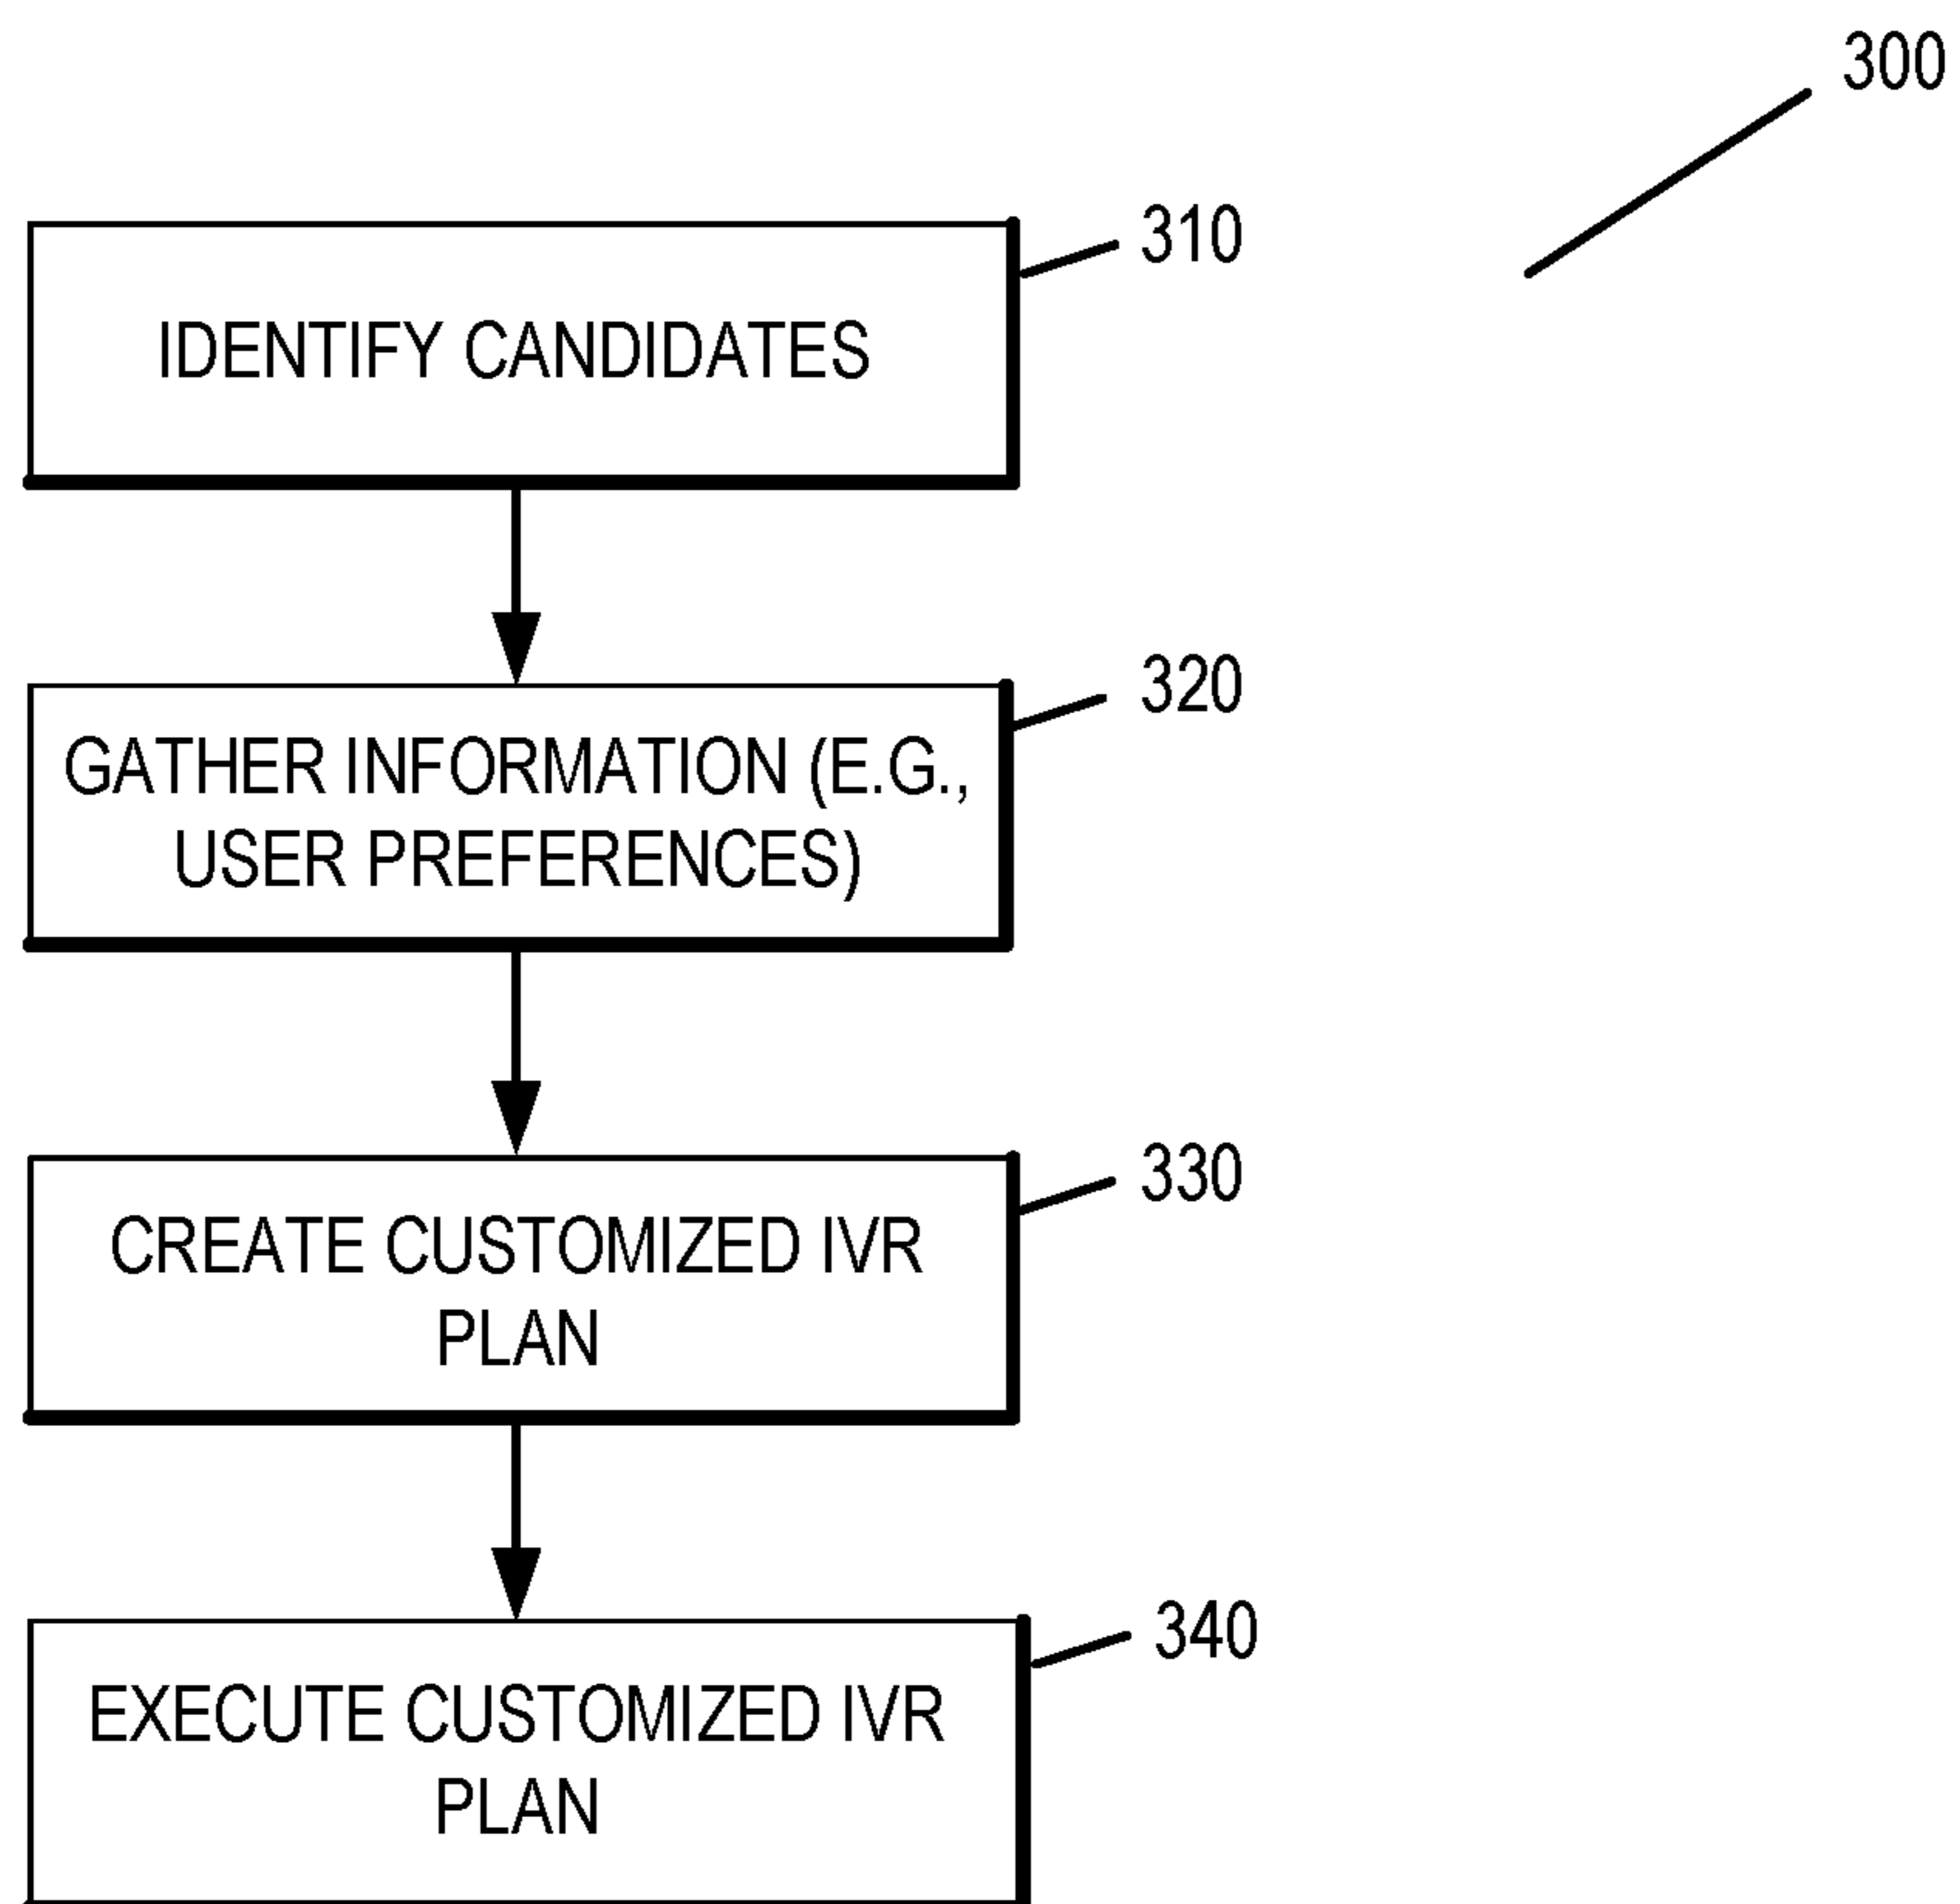 300
310
IDENTIFY CANDIDATES
320
GATHER INFORMATION (E.G.,
USER PREFERENCES)
330
CREATE CUSTOMIZED IVR
PLAN
340
EXECUTE CUSTOMIZED IVR
PLAN